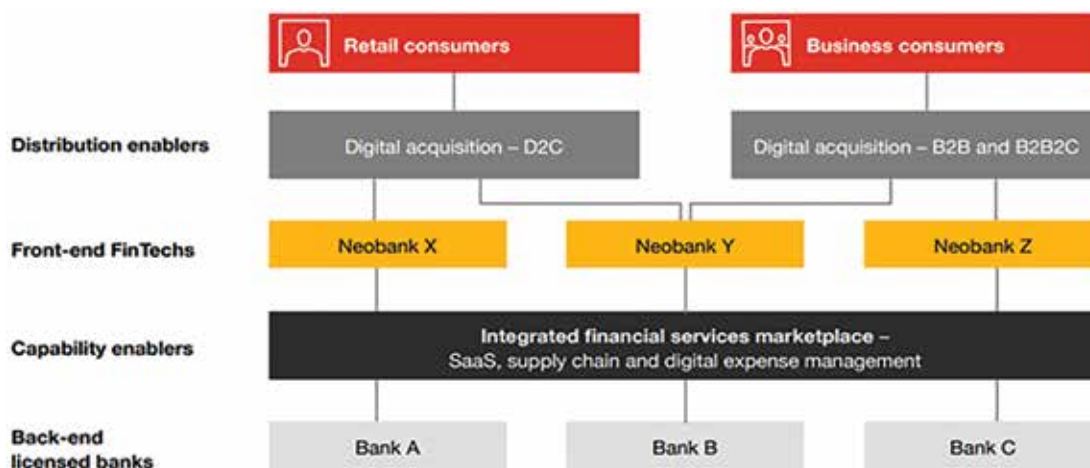 Retail consumers
Business consumers
Distribution enablers
Digital acquisition – D2C
Digital acquisition – B2B and B2B2C
Front-end FinTechs
Neobank X
Neobank Y
Neobank Z
Capability enablers
Integrated financial services marketplace –
SaaS, supply chain and digital expense management
Back-end
licensed banks
Bank A
Bank B
Bank C